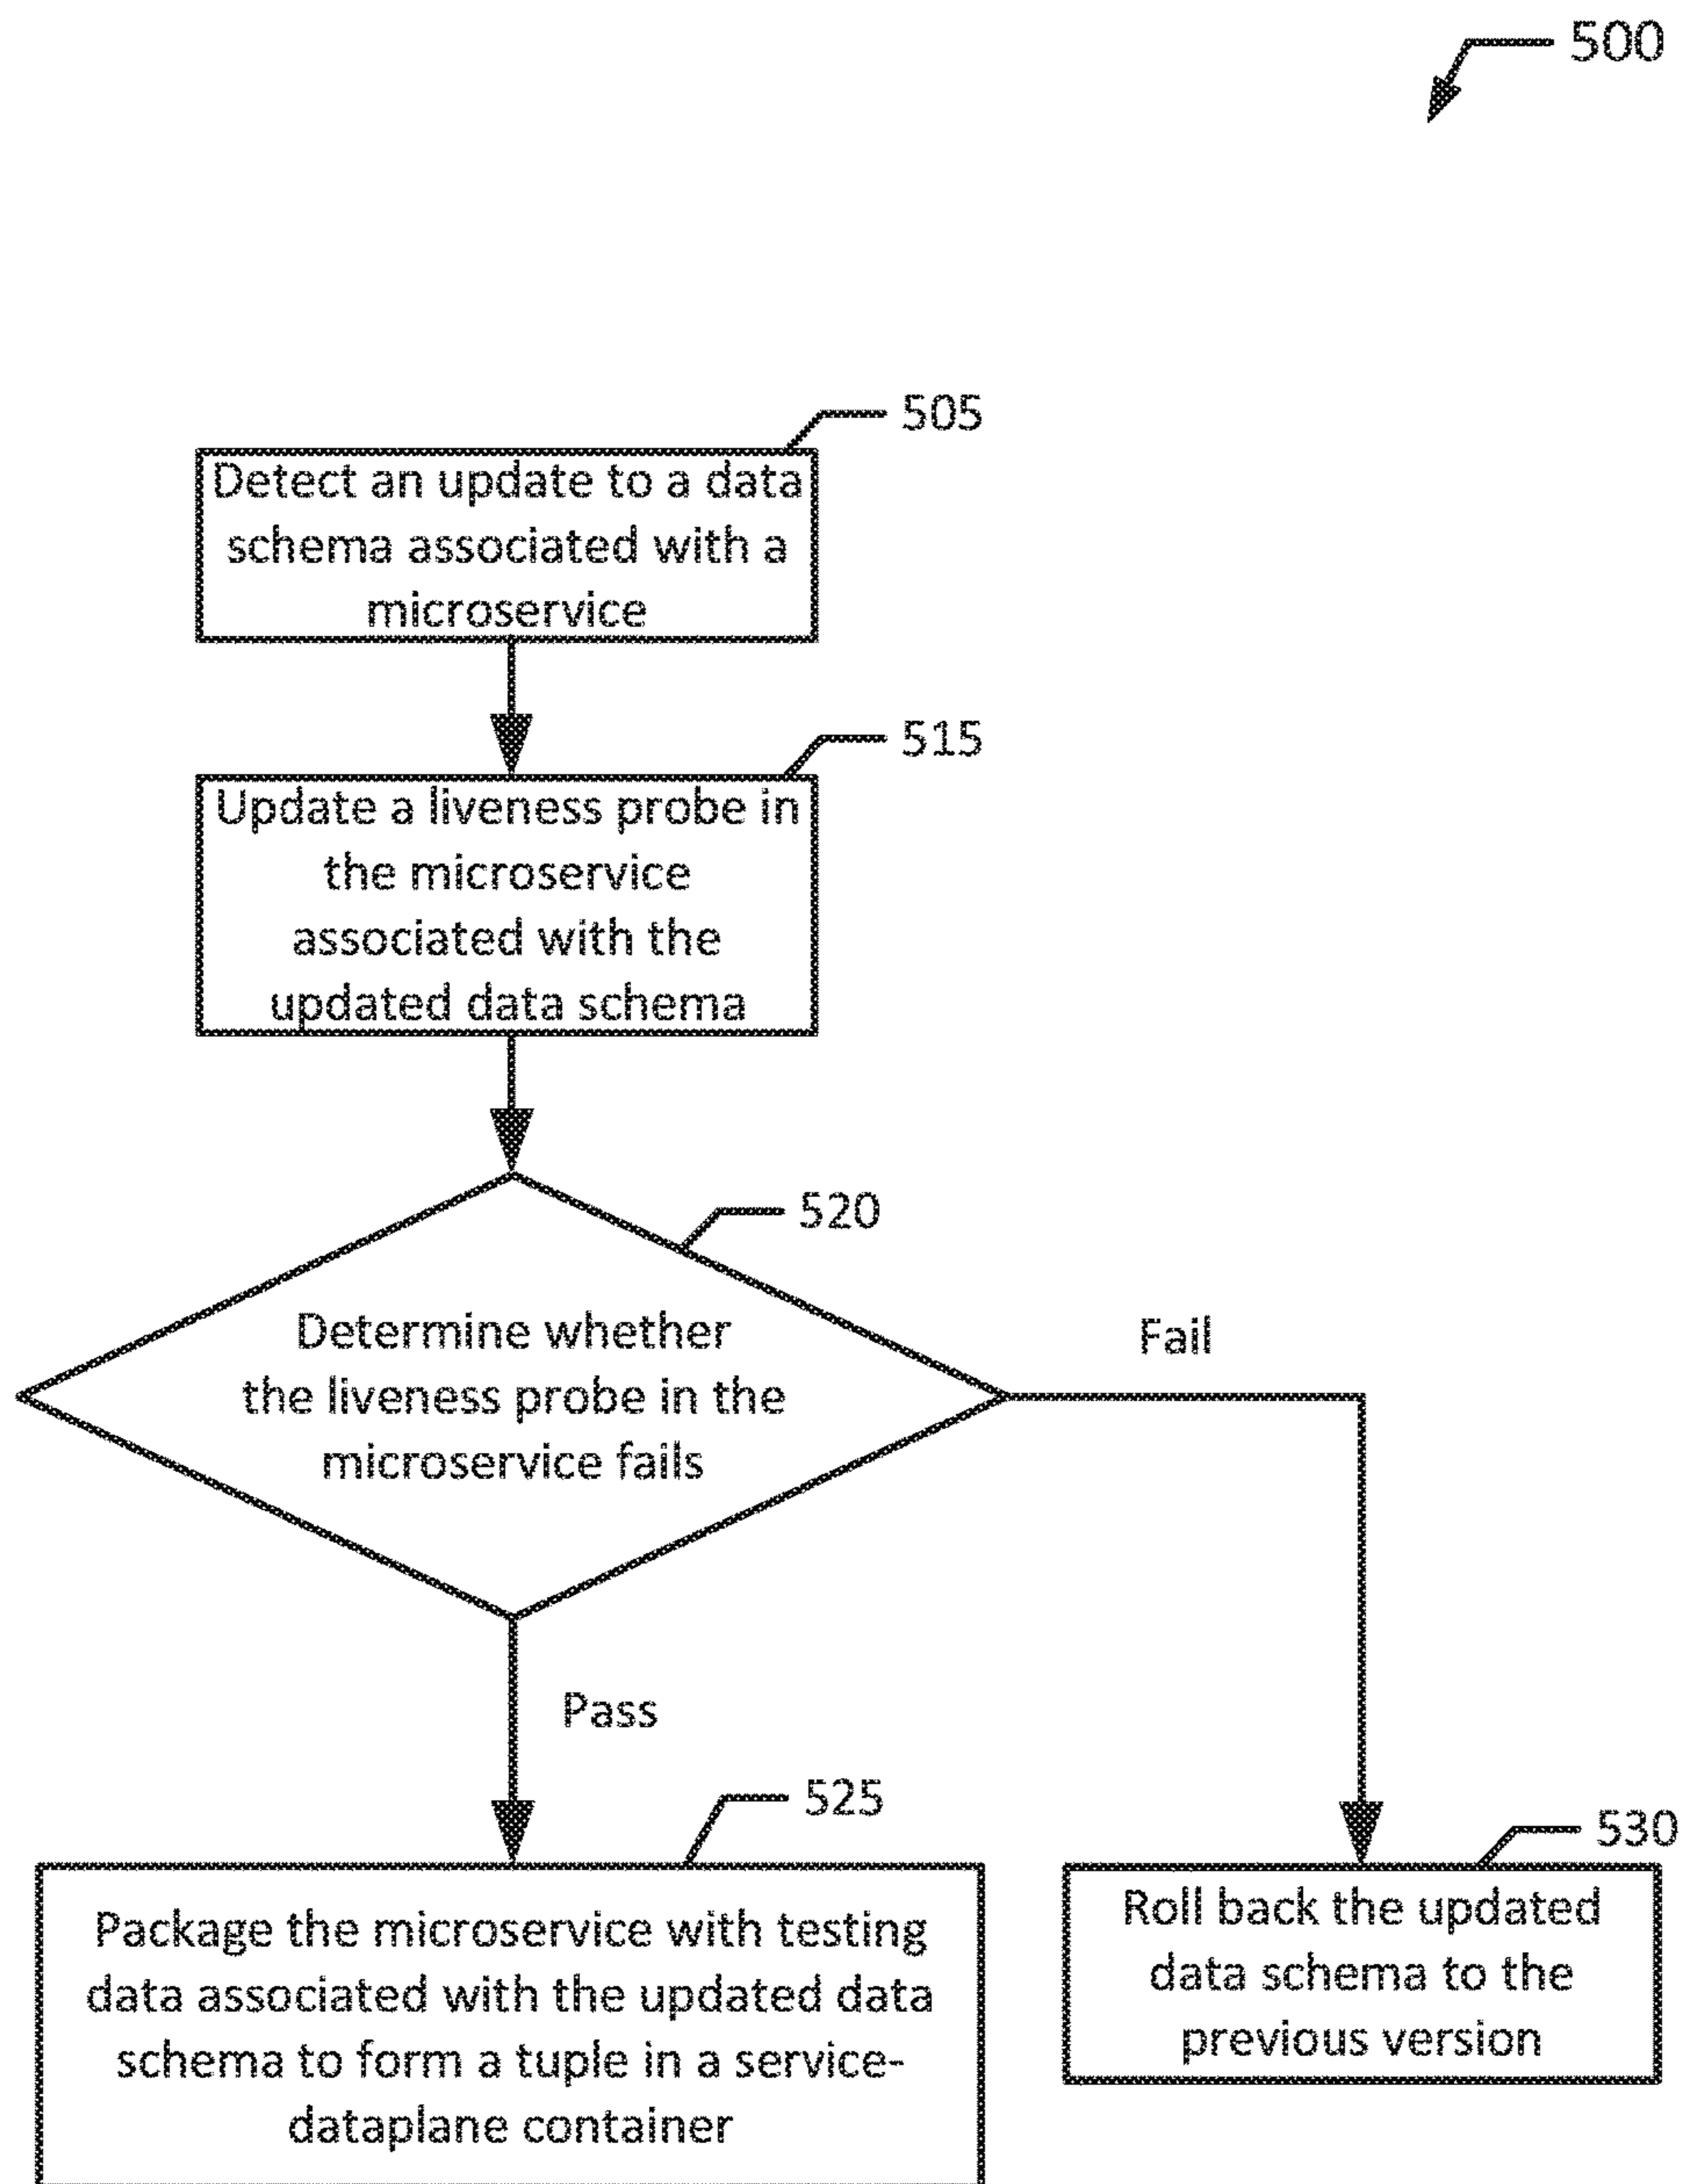 500
505
Detect an update to a data
schema associated with a
microservice
515
Update a liveness probe in
the microservice
associated with the
updated data schema
520
Determine whether
the liveness probe in the
microservice fails
Fail
Pass
525
Package the microservice with testing
data associated with the updated data
schema to form a tuple in a service-
dataplane container
530
Roll back the updated
data schema to the
previous version